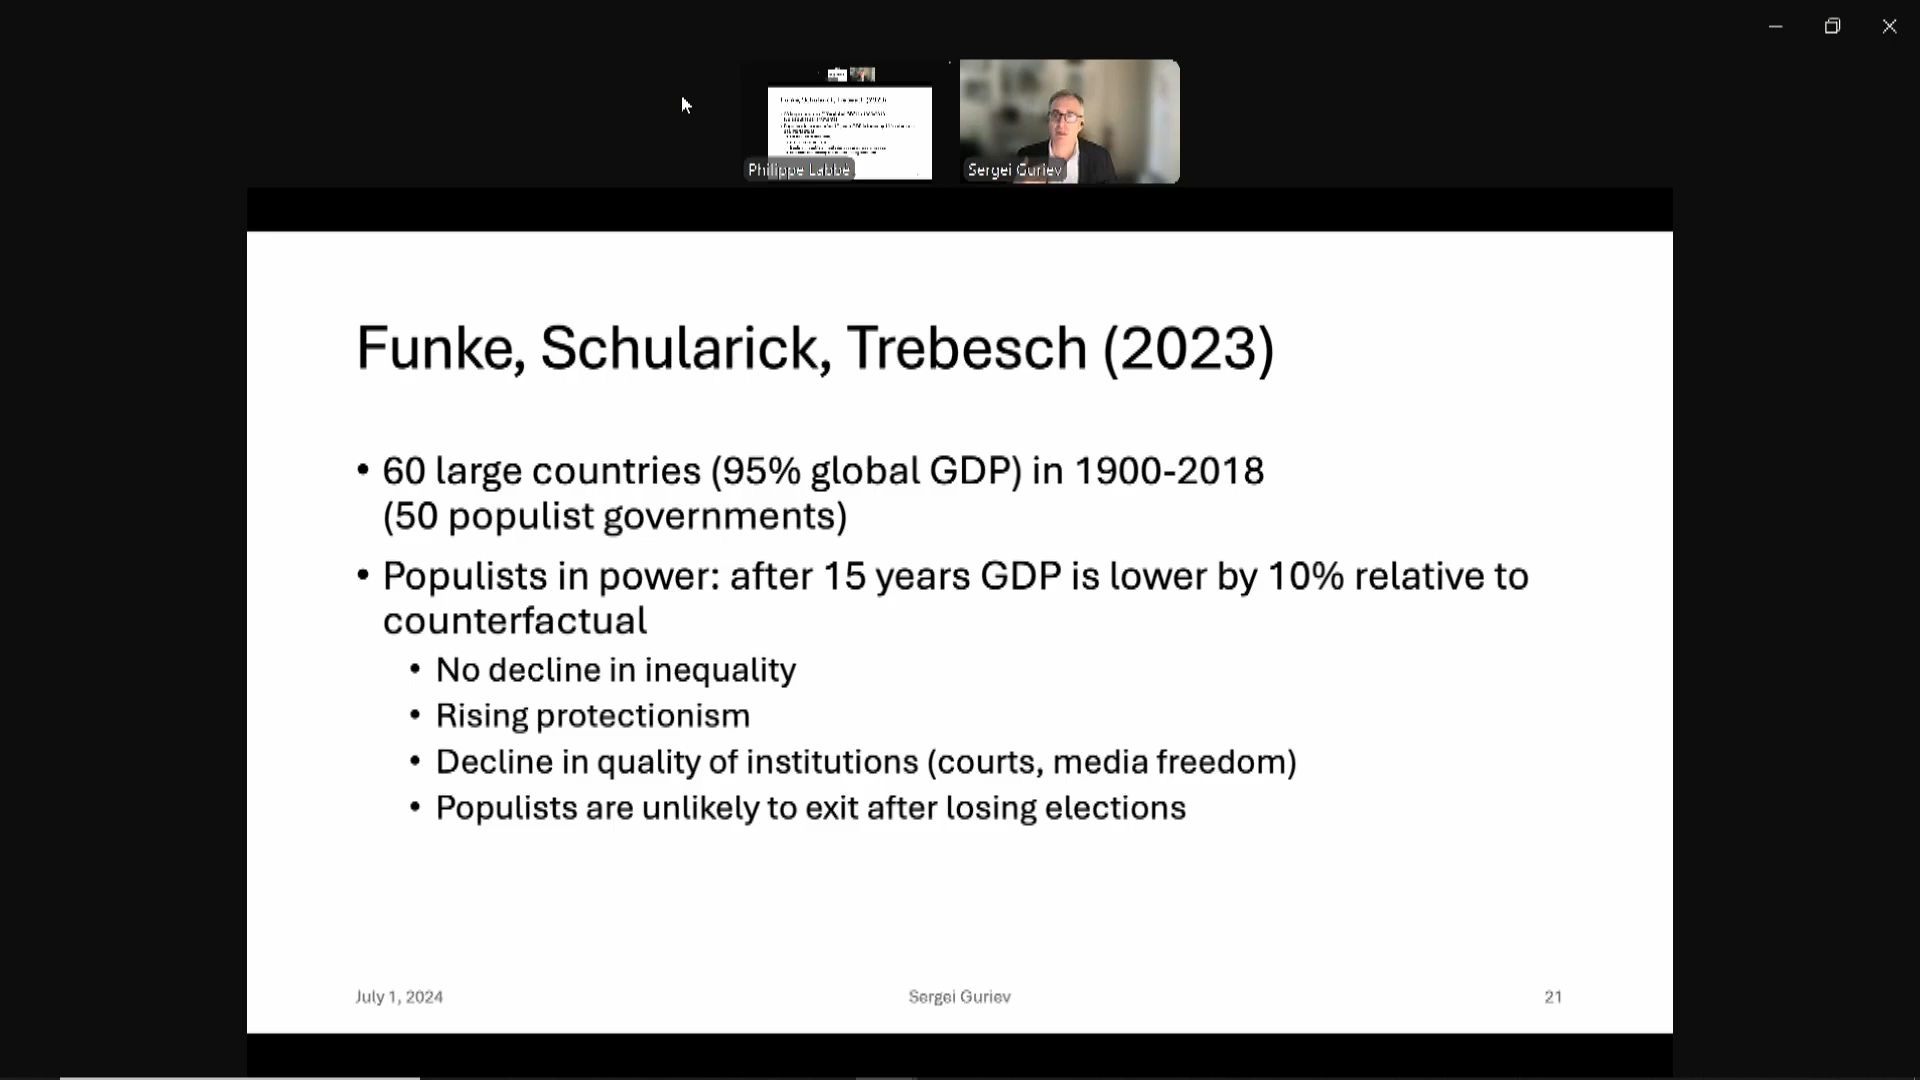 Philippe Labbé
Sergei Guriev
Funke, Schularick, Trebesch (2023)
• 60 large countries (95% global GDP) in 1900-2018
(50 populist governments)
• Populists in power: after 15 years GDP is lower by 10% relative to
counterfactual
• No decline in inequality
• Rising protectionism
• Decline in quality of institutions (courts, media freedom)
• Populists are unlikely to exit after losing elections
July 1, 2024
Sergei Guriev
21